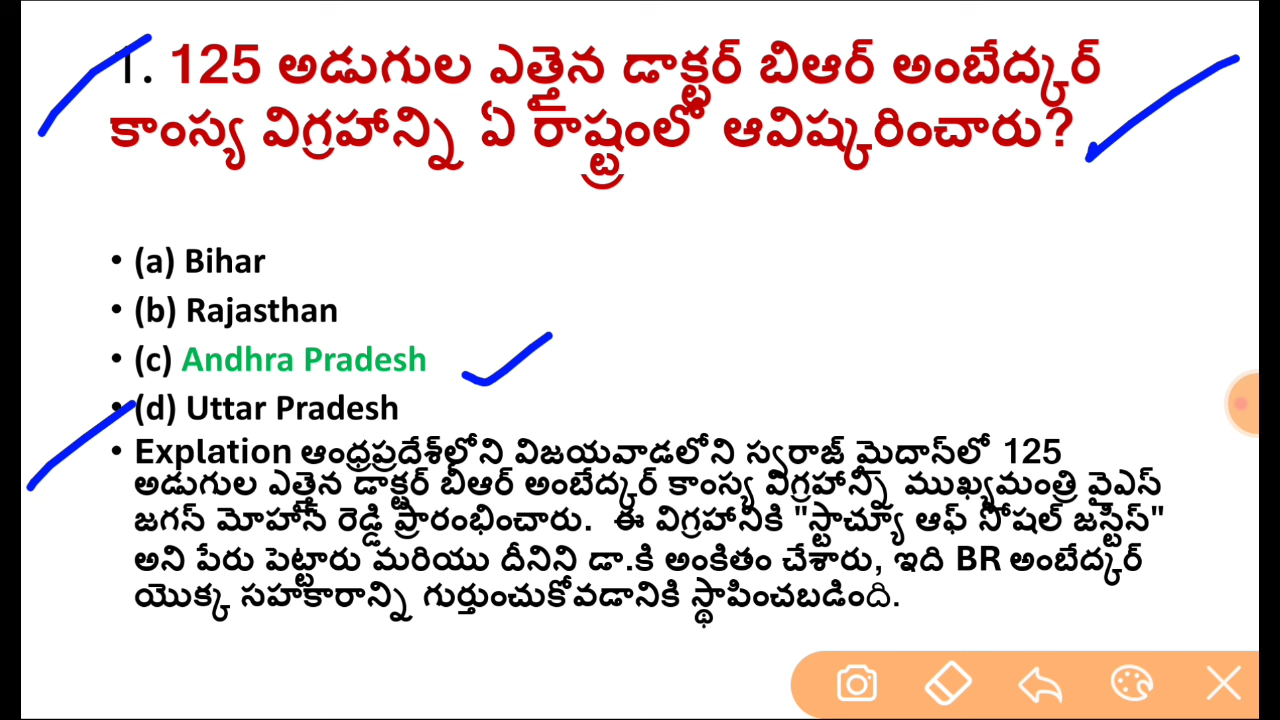 1. 125 అడుగుల ఎత్తైన డాక్టర్ బిఆర్ అంబేద్కర్
కాంస్య విగ్రహాన్ని ఏ రాష్ట్రంలో ఆవిష్కరించారు?
• (a) Bihar
• (b) Rajasthan
• (c) Andhra Pradesh
• (d) Uttar Pradesh
• Explation ఆంధ్రప్రదేశ్‌లోని విజయవాడలోని స్వరాజ్ మైదాన్‌లో 125
అడుగుల ఎత్తైన డాక్టర్ బీఆర్ అంబేద్కర్ కాంస్య విగ్రహాన్ని ముఖ్యమంత్రి వైఎస్
జగన్ మోహన్ రెడ్డి ప్రారంభించారు. ఈ విగ్రహానికి "స్టాచ్యూ ఆఫ్ సోషల్ జస్టిస్"
అని పేరు పెట్టారు మరియు దీనిని డా.కి అంకితం చేశారు, ఇది BR అంబేద్కర్
యొక్క సహకారాన్ని గుర్తుంచుకోవడానికి స్థాపించబడింది.